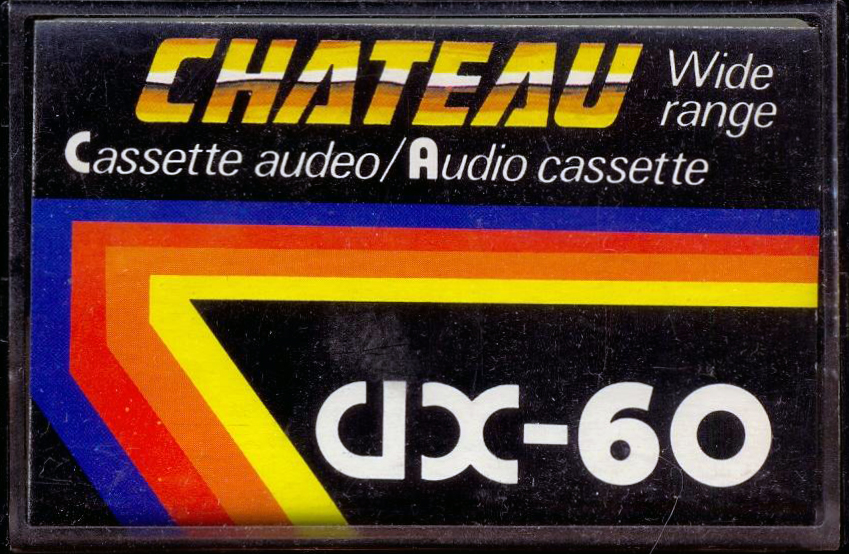 CHATEAU
Wide
range
Cassette audeo/Audio cassette
dX-60